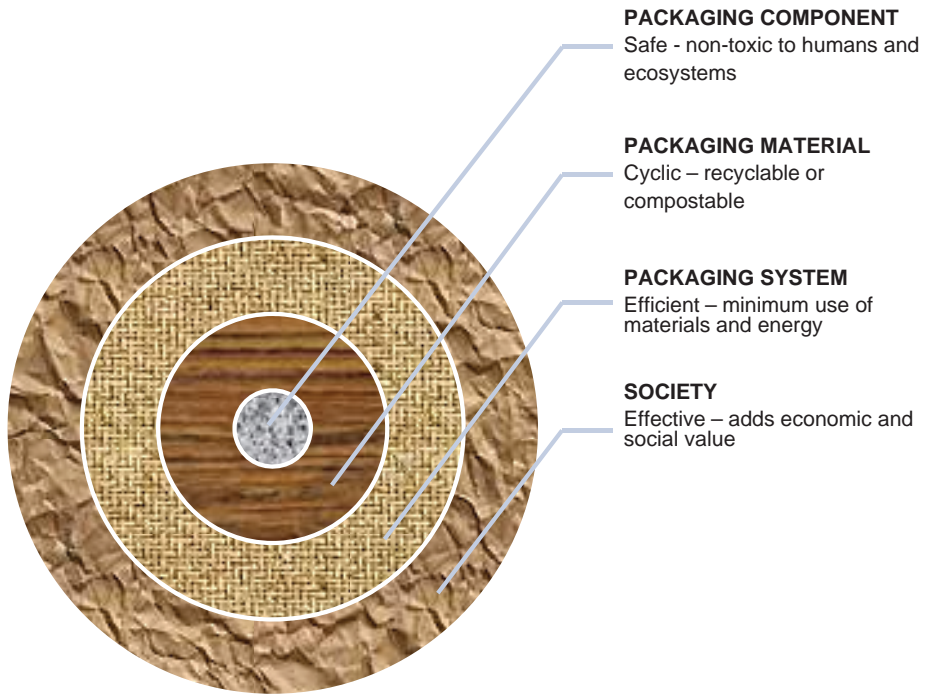 PACKAGING COMPONENT
Safe - non-toxic to humans and
ecosystems
PACKAGING MATERIAL
Cyclic – recyclable or
compostable
PACKAGING SYSTEM
Efficient – minimum use of
materials and energy
SOCIETY
Effective – adds economic and
social value